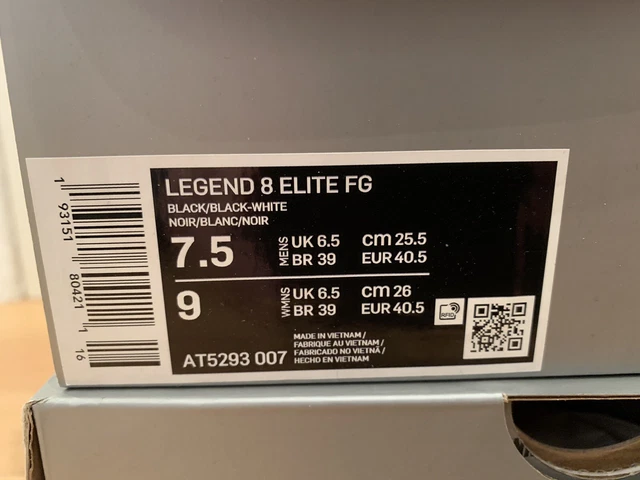 LEGEND 8 ELITE FG
BLACK/BLACK-WHITE
NOIR/BLANC/NOIR
7.5 MENS UK 6.5 cm 25.5
BR 39 EUR 40.5
9 WMNS UK 6.5 cm 26
BR 39 EUR 40.5
RFID
MADE IN VIETNAM /
FABRIQUE AU VIETNAM /
FABRICADO NO VIETNÃ /
HECHO EN VIETNAM
AT5293 007
1 93151 80421 1 16